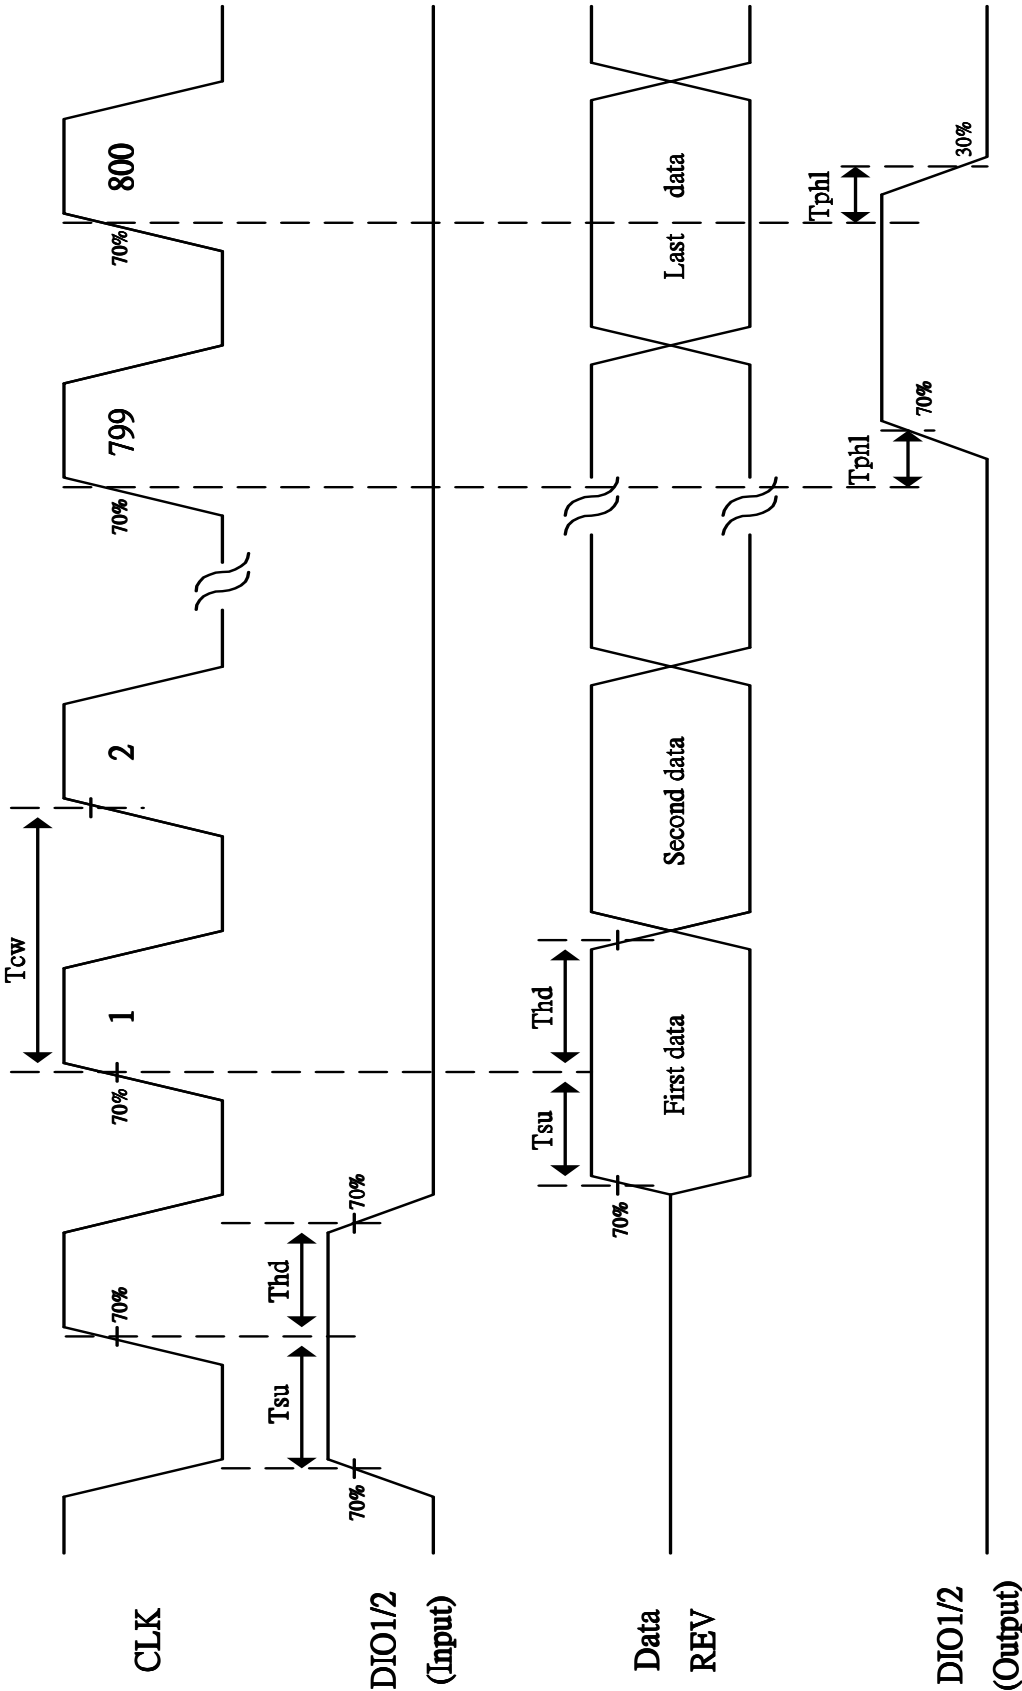 Tcw
CLK
70%
70%
1
2
70%
799
70%
800
DIO1/2
(Input)
70%
Tsu
Thd
70%
Data
REV
70%
Tsu
Thd
First data
Second data
Last data
DIO1/2
(Output)
Tphl
70%
Tphl
30%